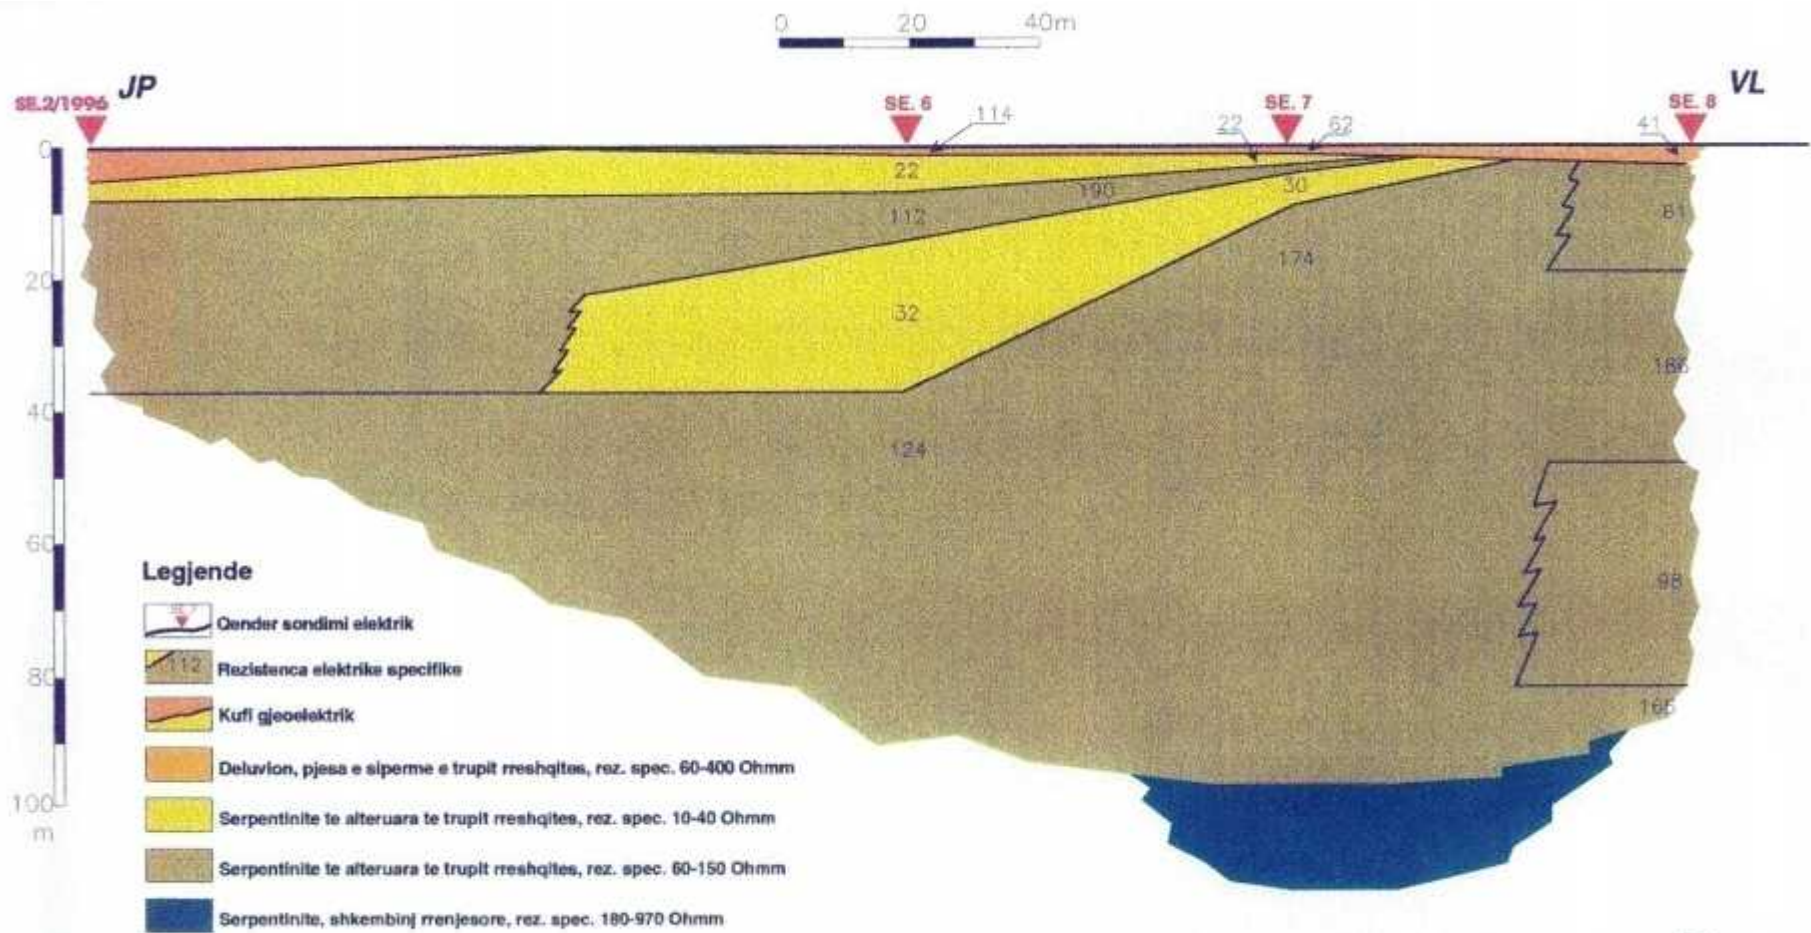 0 20 40m
JP VL
SE.2/1996 SE. 6 SE. 7 SE. 8
114 22 62 41
0
22 190 30
112 81
174
20
32
186
40
124
60
98
80
165
100
m
Legjende
Qender sondimi elektrik
112 Rezistenca elektrike specifike
Kufi gjeoelektrik
Deluvion, pjesa e siperme e trupit rreshqites, rez. spec. 60-400 Ohmm
Serpentinite te alteruara te trupit rreshqites, rez. spec. 10-40 Ohmm
Serpentinite te alteruara te trupit rreshqites, rez. spec. 60-150 Ohmm
Serpentinite, shkembinj rrenjesore, rez. spec. 180-970 Ohmm